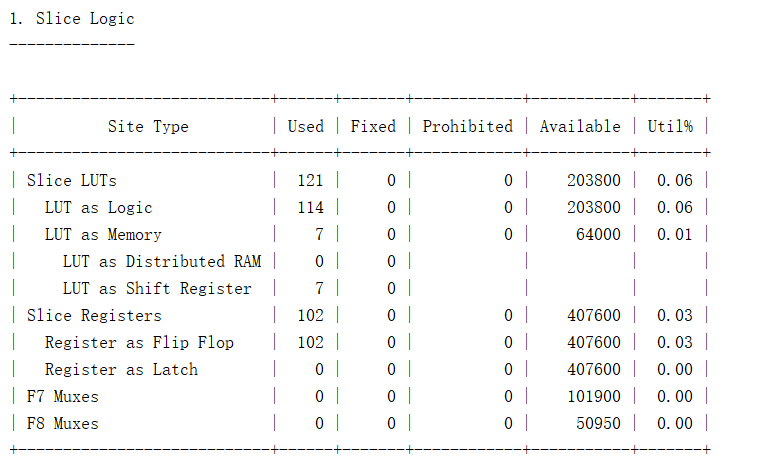 1. Slice Logic
--------------
+----------------------------+------+-------+------------+-----------+-------+
|          Site Type         | Used | Fixed | Prohibited | Available | Util% |
+----------------------------+------+-------+------------+-----------+-------+
| Slice LUTs                 |  121 |     0 |          0 |    203800 |  0.06 |
|   LUT as Logic             |  114 |     0 |          0 |    203800 |  0.06 |
|   LUT as Memory            |    7 |     0 |          0 |     64000 |  0.01 |
|     LUT as Distributed RAM |    0 |     0 |            |           |       |
|     LUT as Shift Register  |    7 |     0 |            |           |       |
| Slice Registers            |  102 |     0 |          0 |    407600 |  0.03 |
|   Register as Flip Flop    |  102 |     0 |          0 |    407600 |  0.03 |
|   Register as Latch        |    0 |     0 |          0 |    407600 |  0.00 |
| F7 Muxes                   |    0 |     0 |          0 |    101900 |  0.00 |
| F8 Muxes                   |    0 |     0 |          0 |     50950 |  0.00 |
+----------------------------+------+-------+------------+-----------+-------+